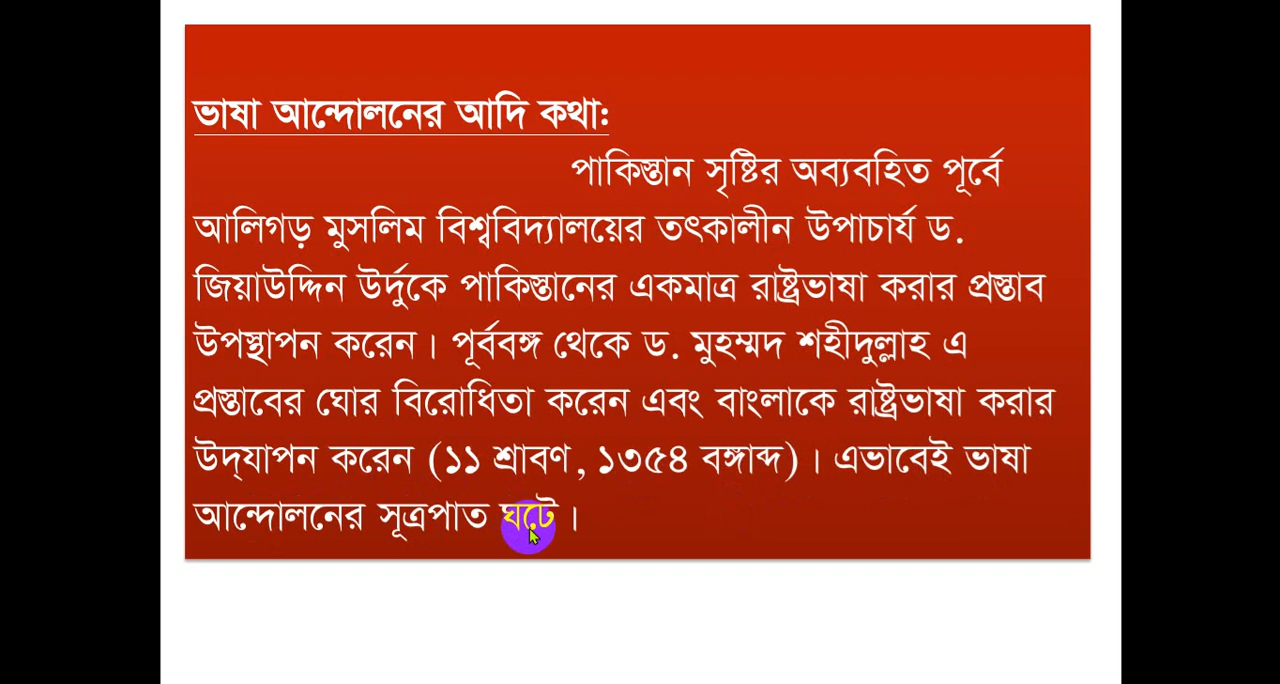 ভাষা আন্দোলনের আদি কথা:
পাকিস্তান সৃষ্টির অব্যবহিত পূর্বে
আলিগড় মুসলিম বিশ্ববিদ্যালয়ের তৎকালীন উপাচার্য ড.
জিয়াউদ্দিন উর্দুকে পাকিস্তানের একমাত্র রাষ্ট্রভাষা করার প্রস্তাব
উপস্থাপন করেন। পূর্ববঙ্গ থেকে ড. মুহম্মদ শহীদুল্লাহ এ
প্রস্তাবের ঘোর বিরোধিতা করেন এবং বাংলাকে রাষ্ট্রভাষা করার
উদ্‌যাপন করেন (১১ শ্রাবণ, ১৩৫৪ বঙ্গাব্দ)। এভাবেই ভাষা
আন্দোলনের সূত্রপাত ঘটে।